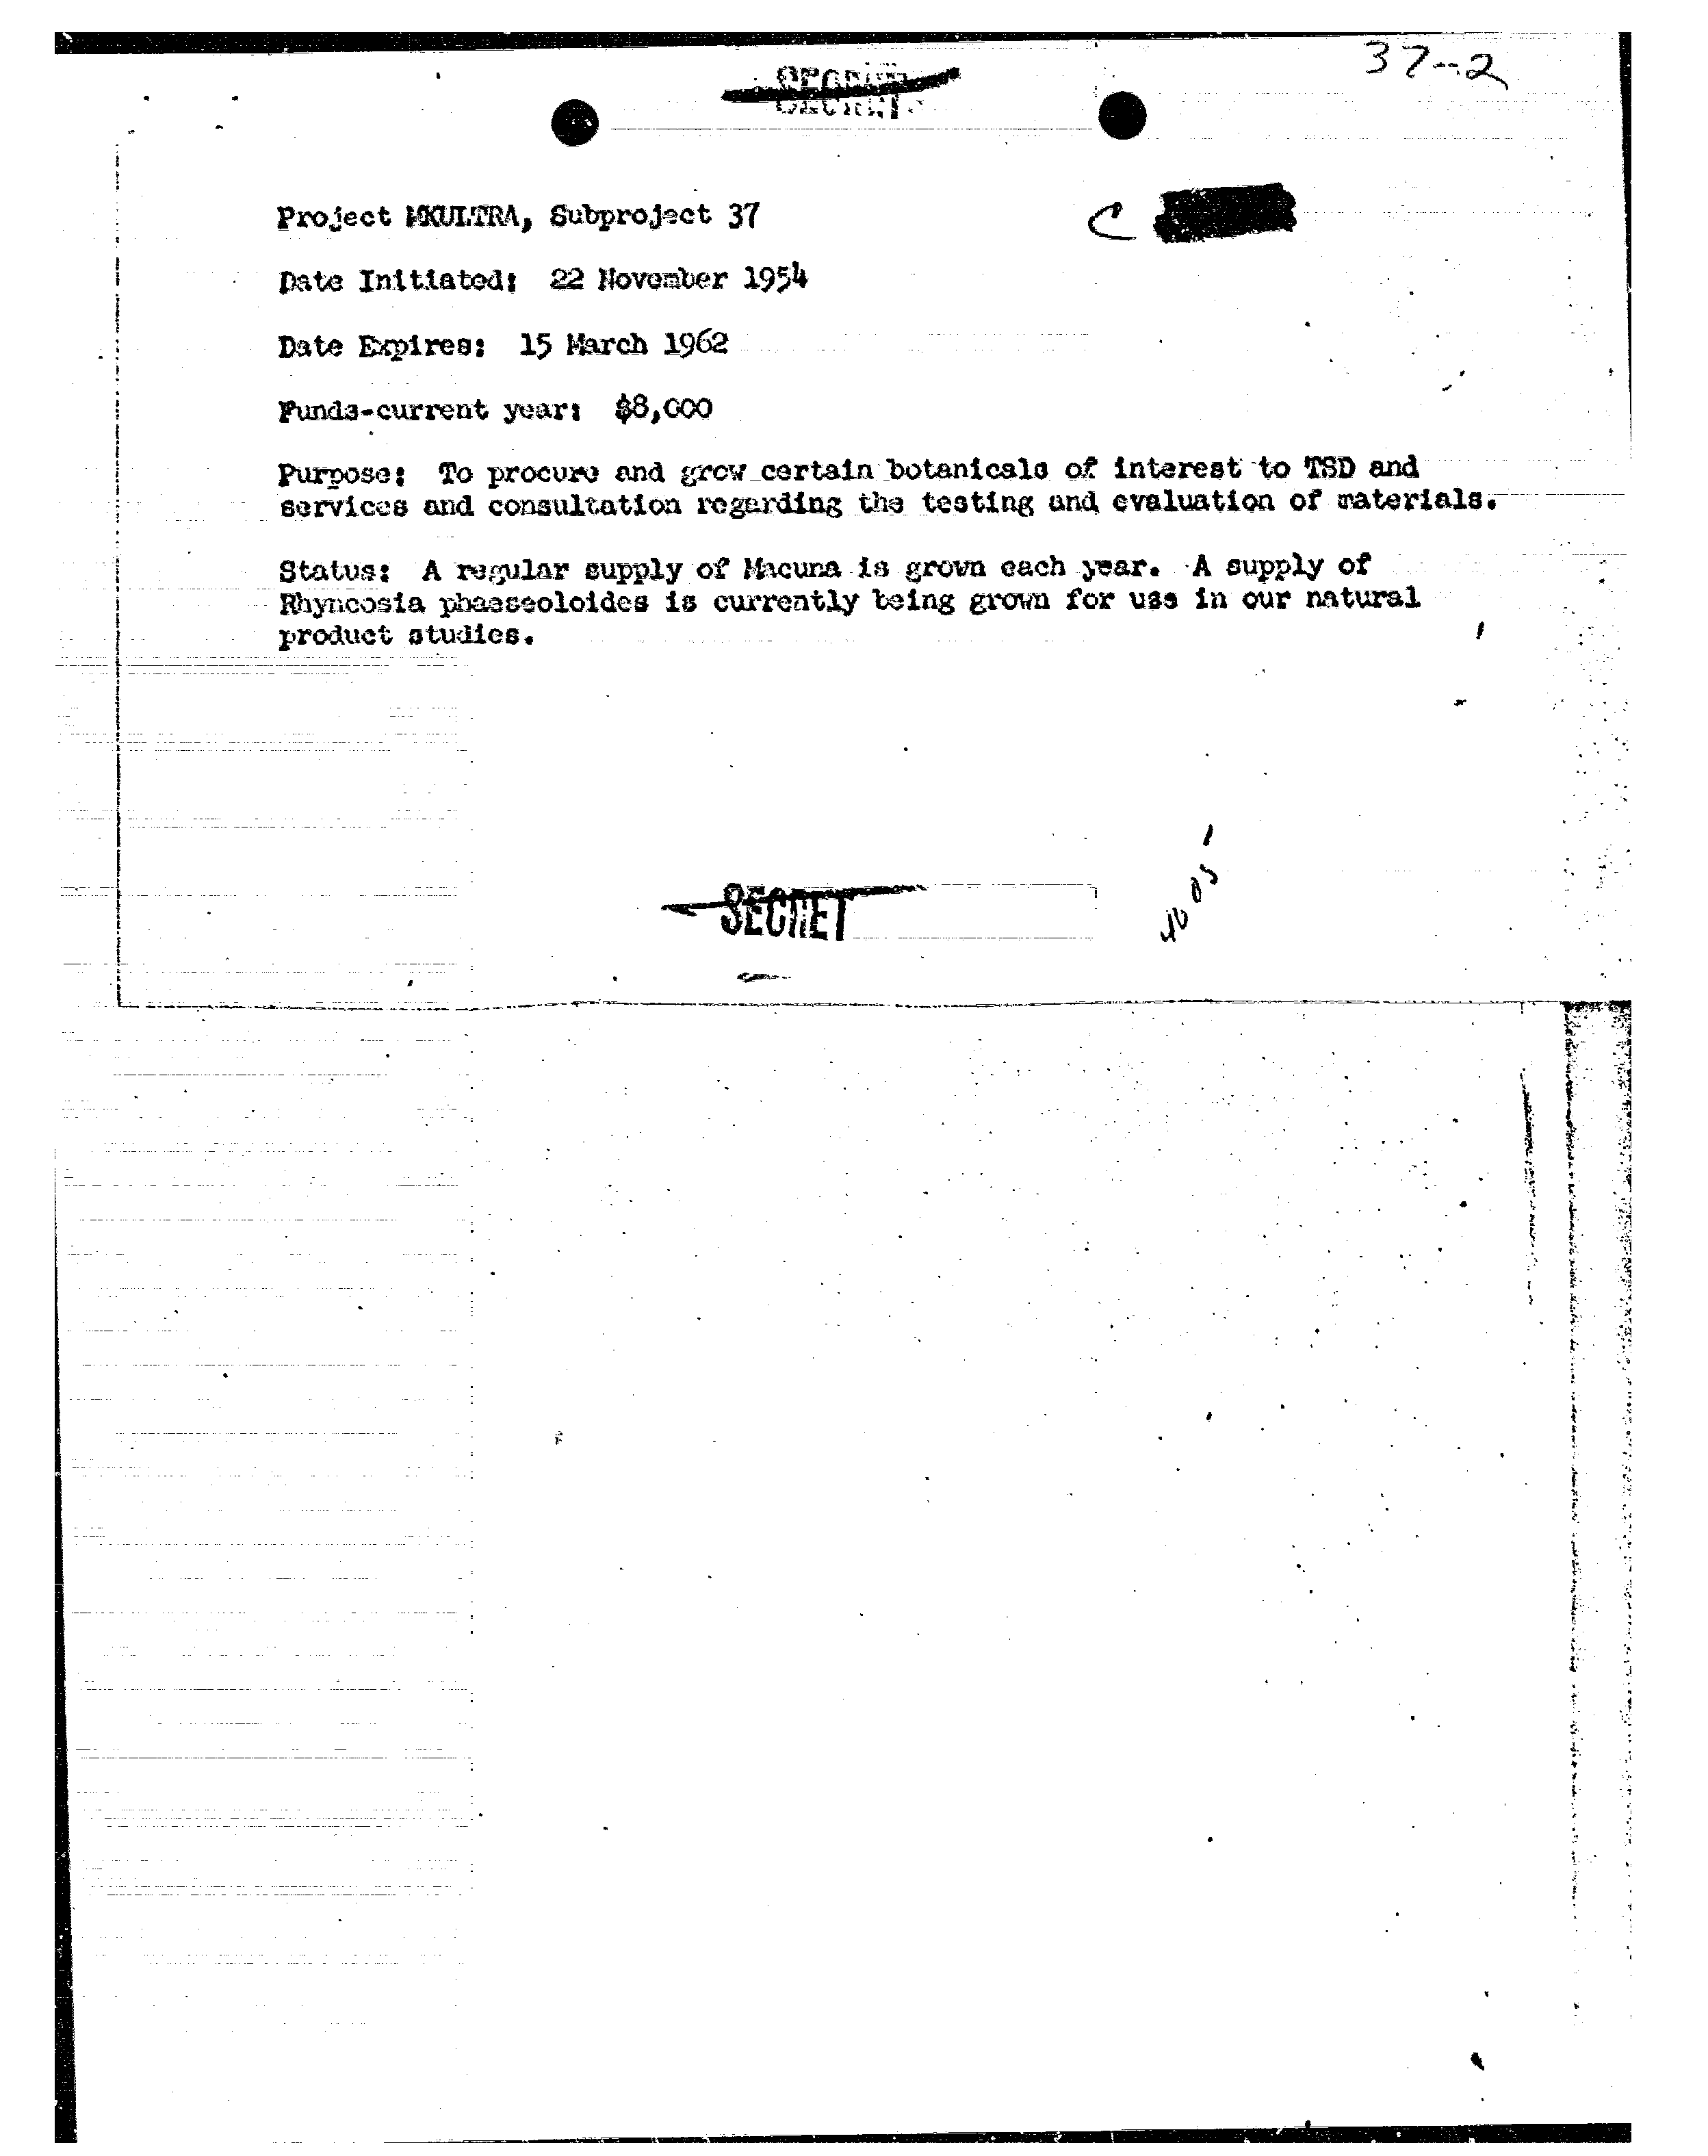 37--2
SECRET
Project MKULTRA, Subproject 37
C
Date Initiated: 22 November 1954
Date Expires: 15 March 1962
Funds-current year: $8,000
Purpose: To procure and grow certain botanicals of interest to TSD and
services and consultation regarding the testing and evaluation of materials.
Status: A regular supply of Macuna is grown each year. A supply of
Rhyncosia phaeseoloides is currently being grown for use in our natural
product studies.
SECRET